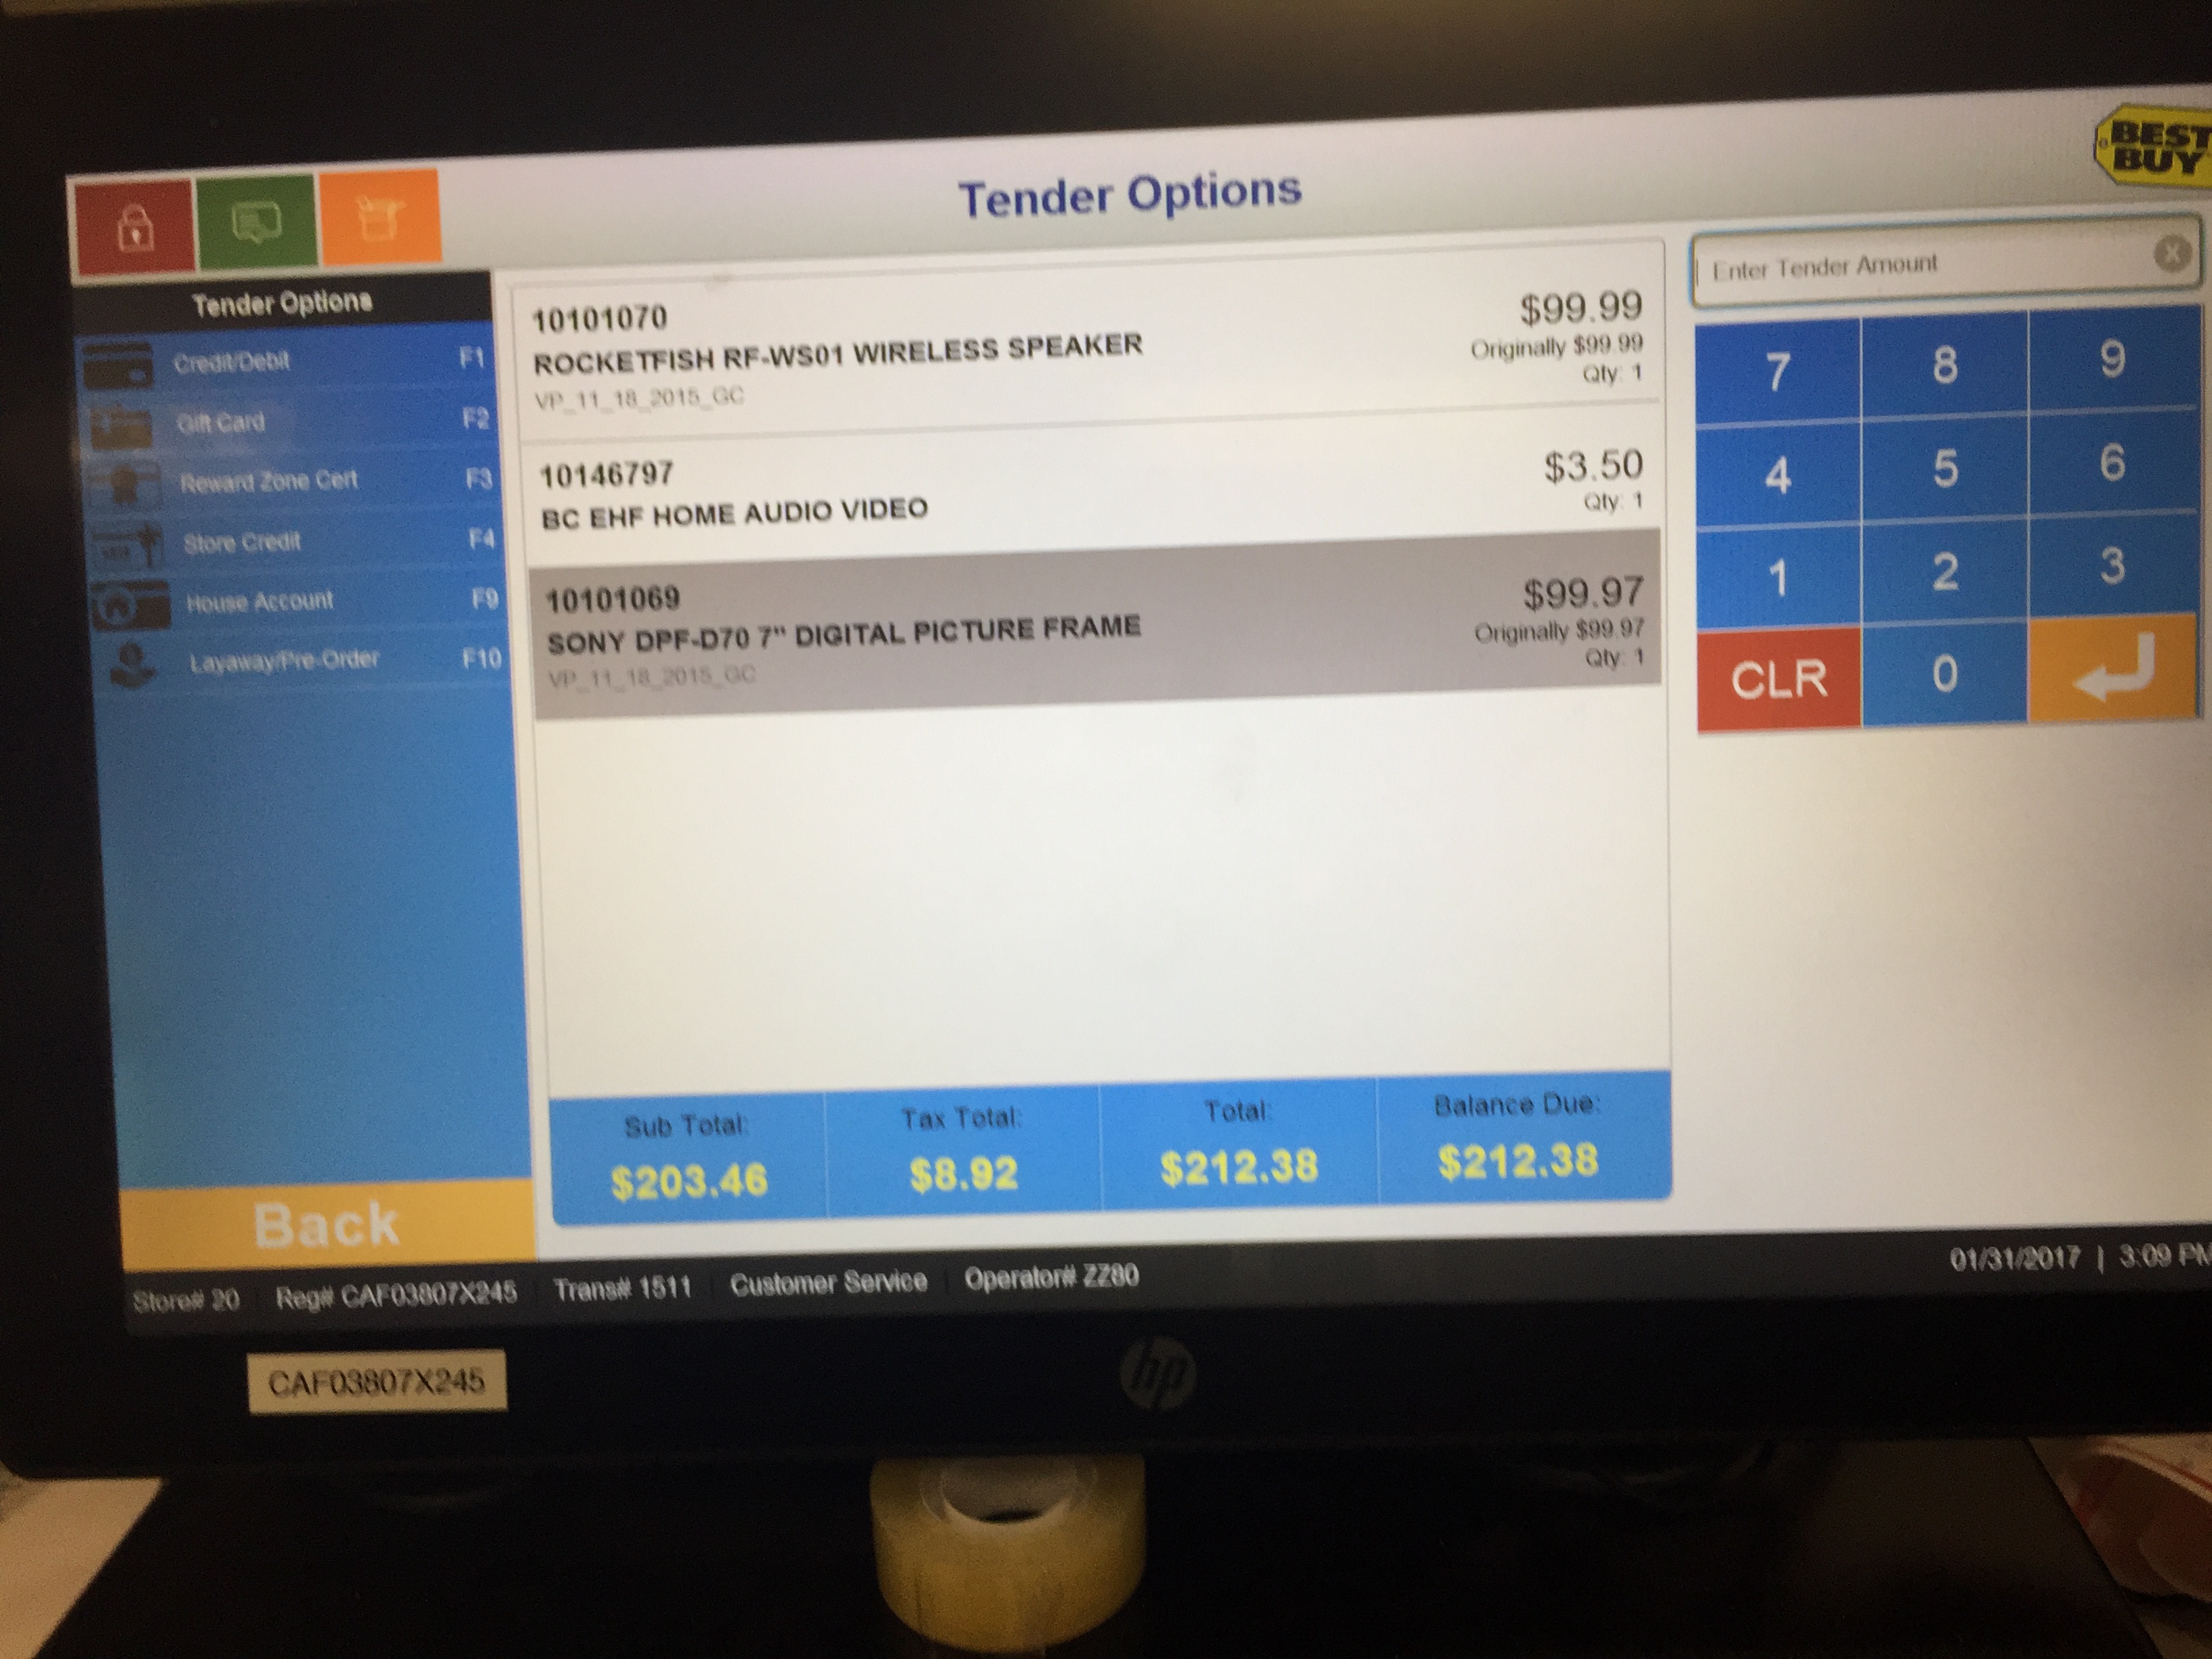 BEST
BUY
Tender Options
Enter Tender Amount
X
Tender Options
Credit/Debit F1
Gift Card F2
Reward Zone Cert F3
Store Credit F4
House Account F9
Layaway/Pre-Order F10
Back
10101070 $99.99
ROCKETFISH RF-WS01 WIRELESS SPEAKER Originally $99.99
VP_11_18_2015_GC Qty: 1
10146797 $3.50
BC EHF HOME AUDIO VIDEO Qty: 1
10101069 $99.97
SONY DPF-D70 7" DIGITAL PICTURE FRAME Originally $99.97
VP_11_18_2015_GC Qty: 1
7 8 9
4 5 6
1 2 3
CLR 0
Sub Total: Tax Total: Total: Balance Due:
$203.46 $8.92 $212.38 $212.38
Store# 20 Reg# CAF03807X245 Trans# 1511 Customer Service Operator# ZZ80 01/31/2017 | 3:09 PM
CAF03807X245
hp